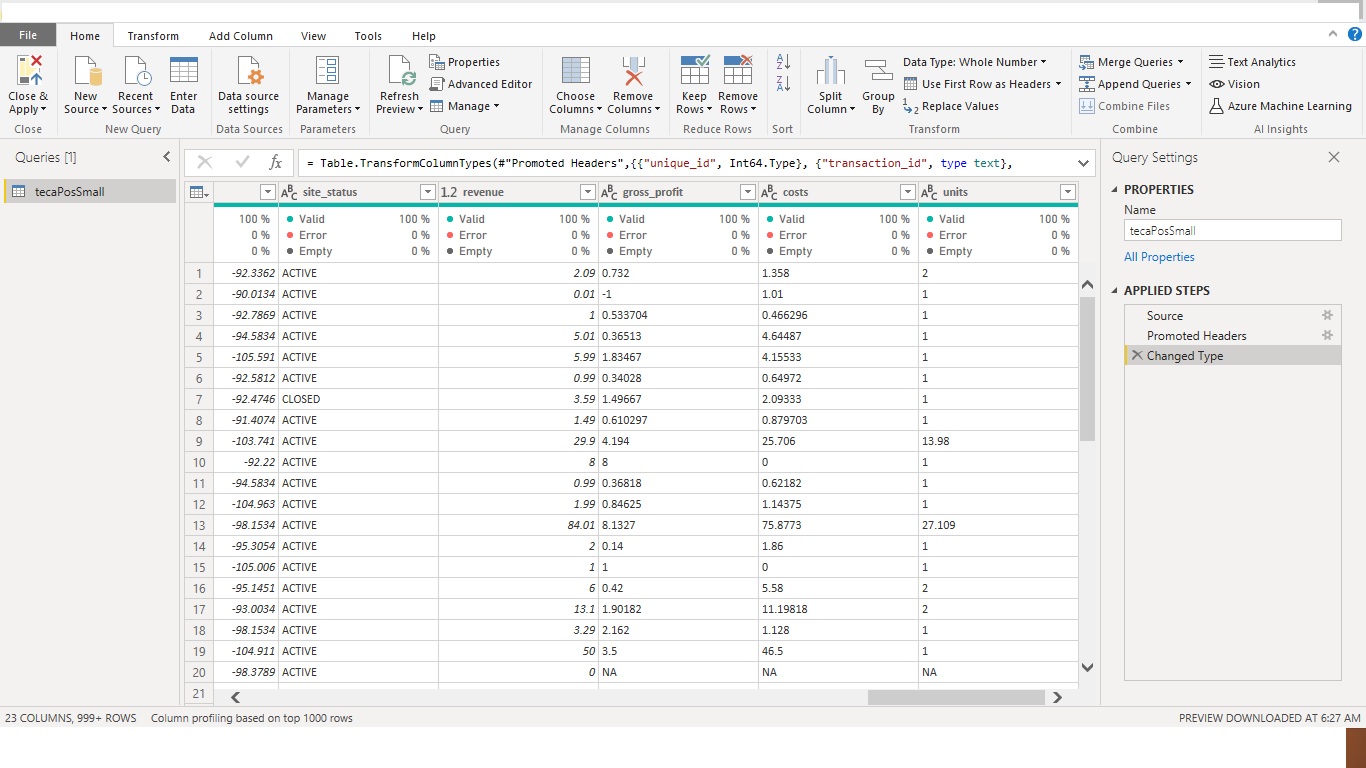 File Home Transform Add Column View Tools Help
Close & Apply New Source Recent Sources Enter Data Data source settings Manage Parameters Refresh Preview Properties Advanced Editor Manage Choose Columns Remove Columns Keep Rows Remove Rows Split Column Group By Data Type: Whole Number Use First Row as Headers Replace Values Merge Queries Append Queries Combine Files Text Analytics Vision Azure Machine Learning
Close New Query Data Sources Parameters Query Manage Columns Reduce Rows Sort Transform Combine AI Insights
Queries [1]
tecaPosSmall
= Table.TransformColumnTypes(#"Promoted Headers",{{"unique_id", Int64.Type}, {"transaction_id", type text},
site_status 1.2 revenue gross_profit costs units
100 % Valid 100 % Valid 100 % Valid 100 % Valid 100 % Valid 100 %
0 % Error 0 % Error 0 % Error 0 % Error 0 % Error 0 %
0 % Empty 0 % Empty 0 % Empty 0 % Empty 0 % Empty 0 %
1 -92.3362 ACTIVE 2.09 0.732 1.358 2
2 -90.0134 ACTIVE 0.01 -1 1.01 1
3 -92.7869 ACTIVE 1 0.533704 0.466296 1
4 -94.5834 ACTIVE 5.01 0.36513 4.64487 1
5 -105.591 ACTIVE 5.99 1.83467 4.15533 1
6 -92.5812 ACTIVE 0.99 0.34028 0.64972 1
7 -92.4746 CLOSED 3.59 1.49667 2.09333 1
8 -91.4074 ACTIVE 1.49 0.610297 0.879703 1
9 -103.741 ACTIVE 29.9 4.194 25.706 13.98
10 -92.22 ACTIVE 8 8 0 1
11 -94.5834 ACTIVE 0.99 0.36818 0.62182 1
12 -104.963 ACTIVE 1.99 0.84625 1.14375 1
13 -98.1534 ACTIVE 84.01 8.1327 75.8773 27.109
14 -95.3054 ACTIVE 2 0.14 1.86 1
15 -105.006 ACTIVE 1 1 0 1
16 -95.1451 ACTIVE 6 0.42 5.58 2
17 -93.0034 ACTIVE 13.1 1.90182 11.19818 2
18 -98.1534 ACTIVE 3.29 2.162 1.128 1
19 -104.911 ACTIVE 50 3.5 46.5 1
20 -98.3789 ACTIVE 0 NA NA NA
21
Query Settings
PROPERTIES
Name
tecaPosSmall
All Properties
APPLIED STEPS
Source
Promoted Headers
Changed Type
23 COLUMNS, 999+ ROWS Column profiling based on top 1000 rows PREVIEW DOWNLOADED AT 6:27 AM